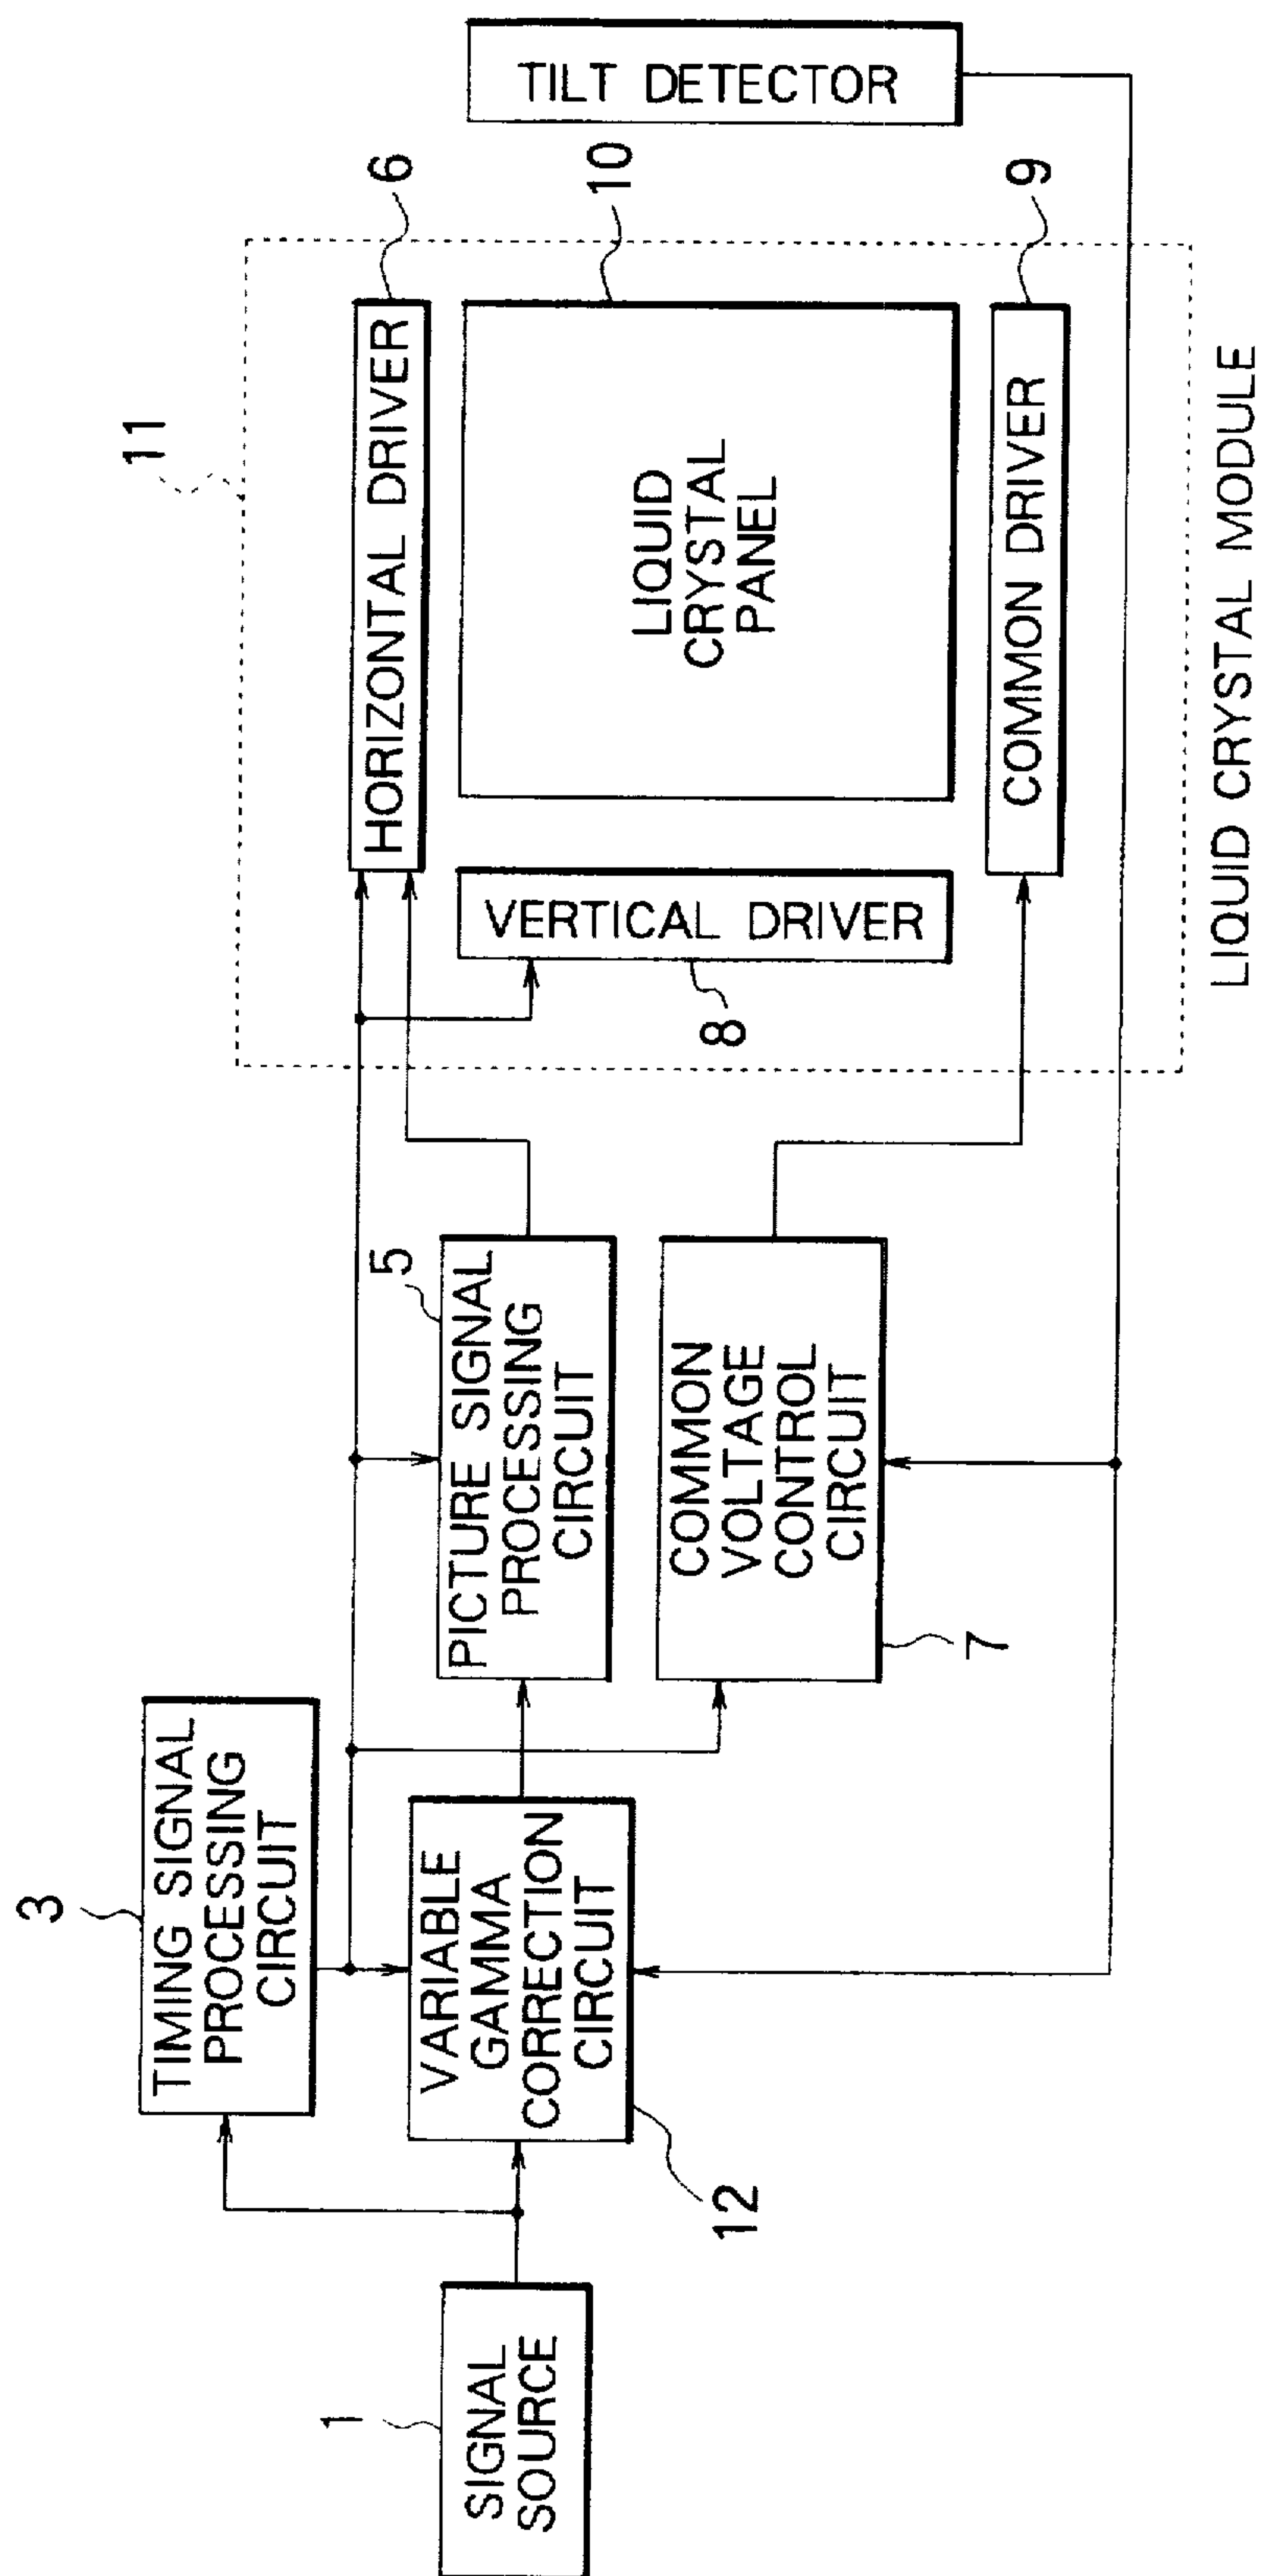 11
3
TIMING SIGNAL
PROCESSING
CIRCUIT
6
HORIZONTAL DRIVER
1
SIGNAL
SOURCE
12
VARIABLE
GAMMA
CORRECTION
CIRCUIT
5
PICTURE SIGNAL
PROCESSING
CIRCUIT
8
VERTICAL DRIVER
10
LIQUID
CRYSTAL
PANEL
TILT DETECTOR
7
COMMON
VOLTAGE
CONTROL
CIRCUIT
9
COMMON DRIVER
LIQUID CRYSTAL MODULE